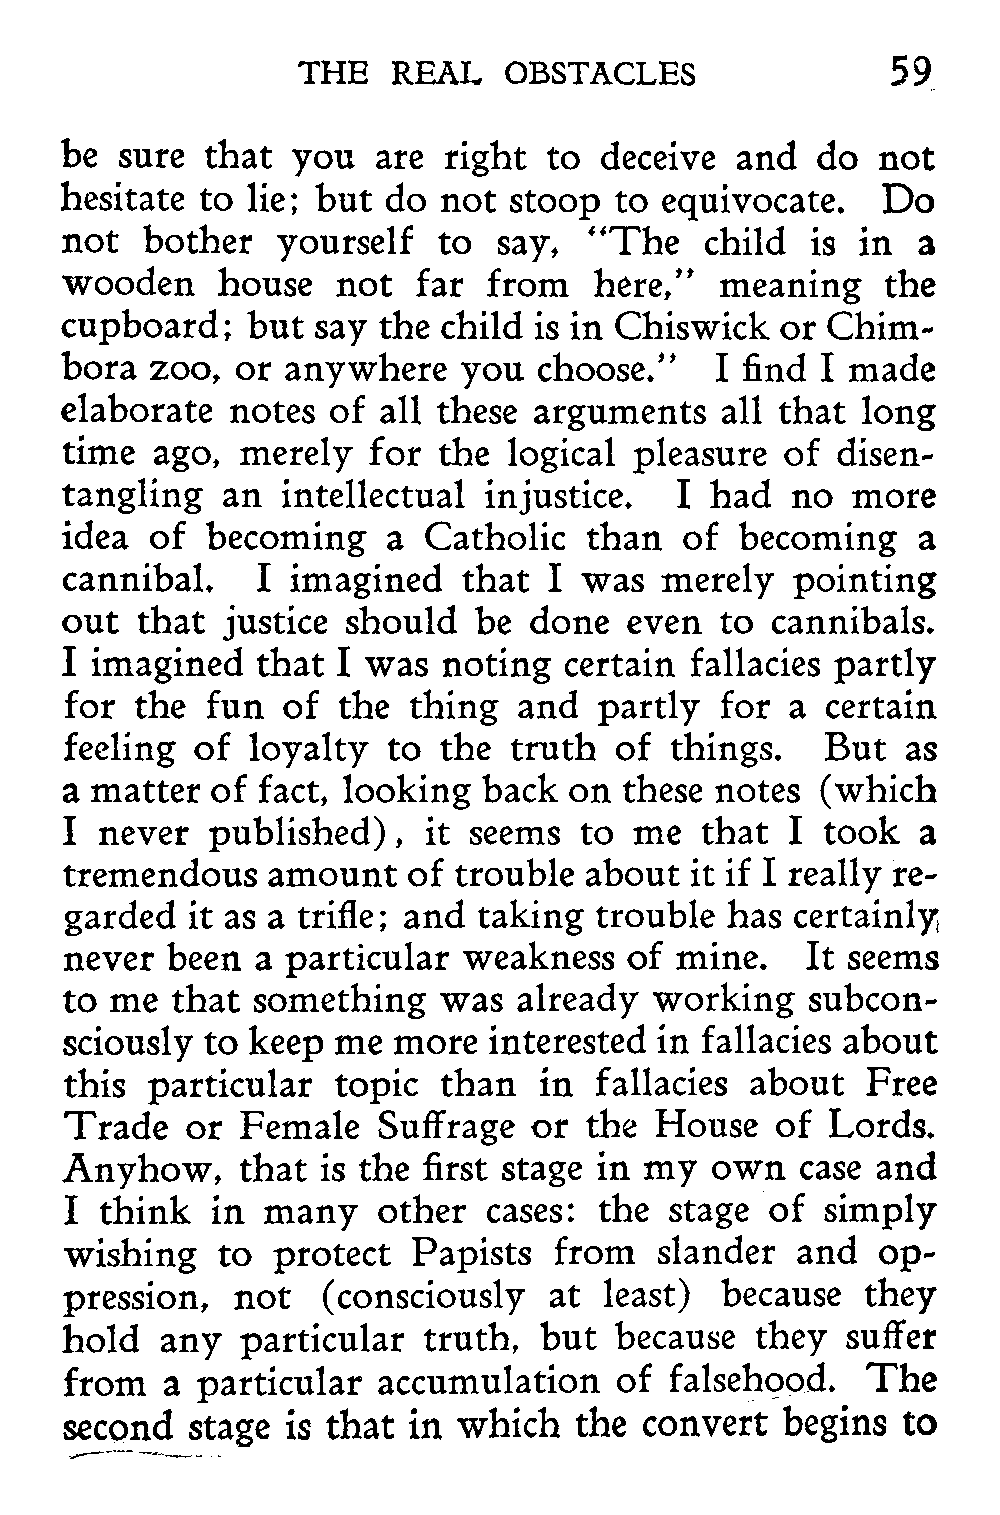 THE REAL OBSTACLES 59
be sure that you are right to deceive and do not
hesitate to lie; but do not stoop to equivocate. Do
not bother yourself to say, “The child is in a
wooden house not far from here,” meaning the
cupboard; but say the child is in Chiswick or Chim-
bora zoo, or anywhere you choose.” I find I made
elaborate notes of all these arguments all that long
time ago, merely for the logical pleasure of disen-
tangling an intellectual injustice. I had no more
idea of becoming a Catholic than of becoming a
cannibal. I imagined that I was merely pointing
out that justice should be done even to cannibals.
I imagined that I was noting certain fallacies partly
for the fun of the thing and partly for a certain
feeling of loyalty to the truth of things. But as
a matter of fact, looking back on these notes (which
I never published), it seems to me that I took a
tremendous amount of trouble about it if I really re-
garded it as a trifle; and taking trouble has certainly
never been a particular weakness of mine. It seems
to me that something was already working subcon-
sciously to keep me more interested in fallacies about
this particular topic than in fallacies about Free
Trade or Female Suffrage or the House of Lords.
Anyhow, that is the first stage in my own case and
I think in many other cases: the stage of simply
wishing to protect Papists from slander and op-
pression, not (consciously at least) because they
hold any particular truth, but because they suffer
from a particular accumulation of falsehood. The
second stage is that in which the convert begins to